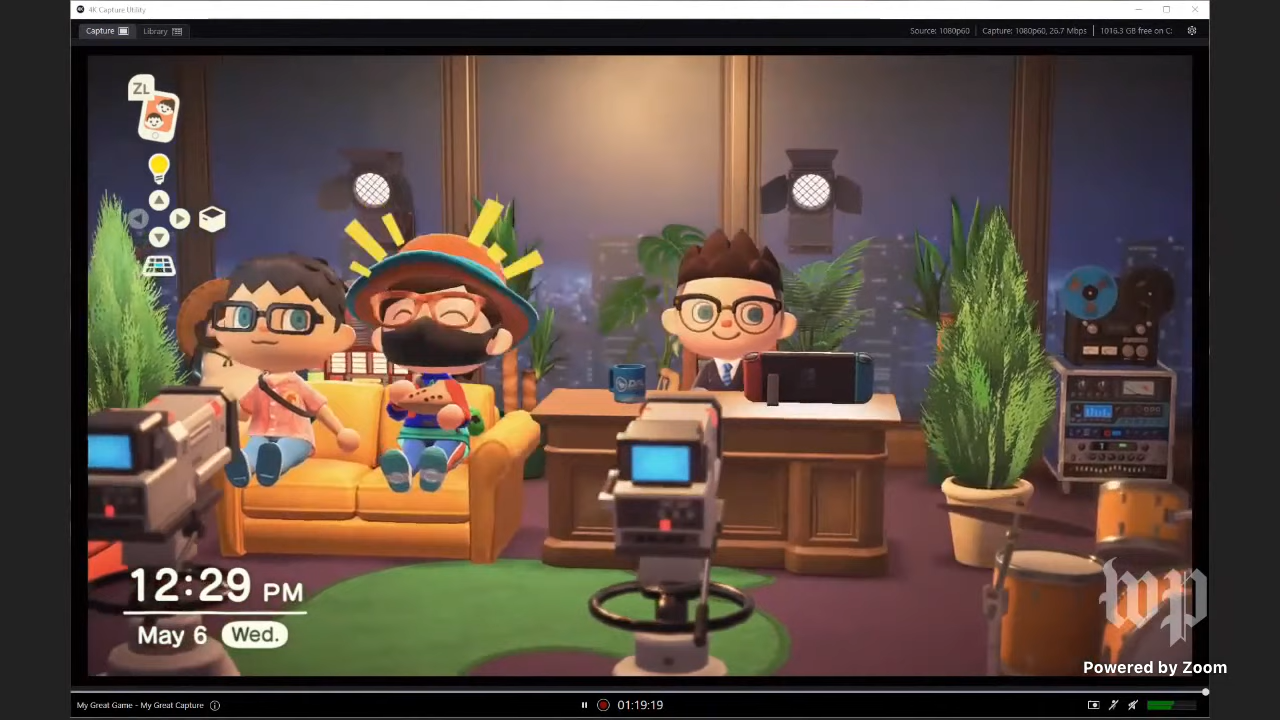 4K Capture Utility
Capture
Library
Source: 1080p60
Capture: 1080p60, 26.7 Mbps
1016.3 GB free on C:
ZL
12:29 PM
May 6 Wed.
wp
Powered by Zoom
My Great Game - My Great Capture
01:19:19